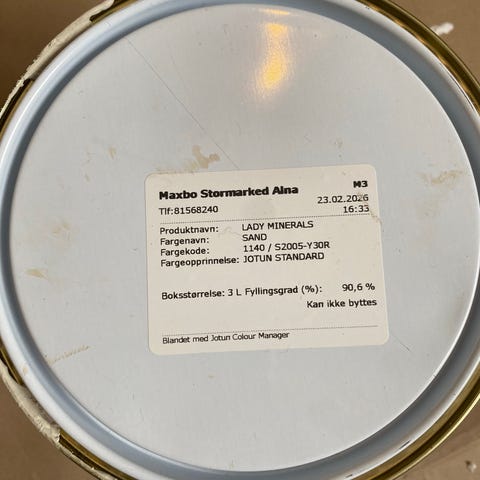 Maxbo Stormarked Alna M3
Tlf:81568240 23.02.2026
16:33
Produktnavn: LADY MINERALS
Fargenavn: SAND
Fargekode: 1140 / S2005-Y30R
Fargeopprinnelse: JOTUN STANDARD
Boksstørrelse: 3 L Fyllingsgrad (%): 90,6 %
Kan ikke byttes
Blandet med Jotun Colour Manager